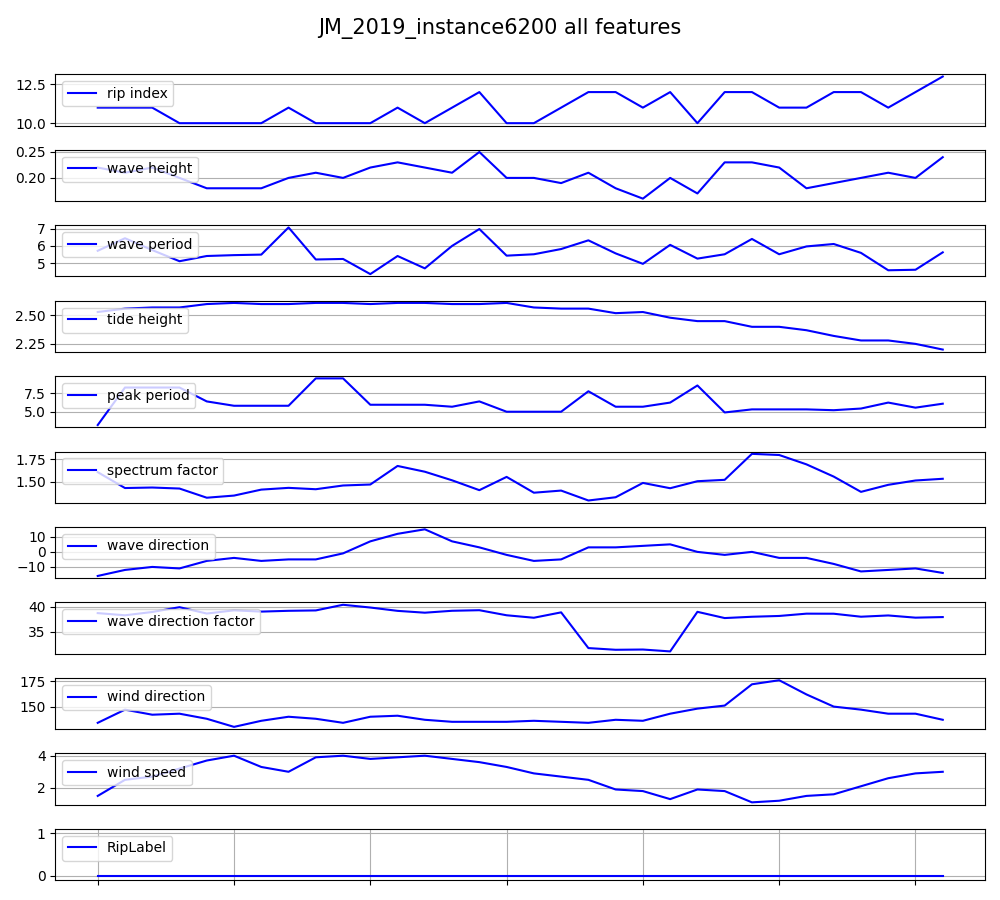 JM_2019_instance6200 all features
12.5
10.0
rip index
0.25
0.20
wave height
7
6
5
wave period
2.50
2.25
tide height
7.5
5.0
peak period
1.75
1.50
spectrum factor
10
0
−10
wave direction
40
35
wave direction factor
175
150
wind direction
4
2
wind speed
1
0
RipLabel